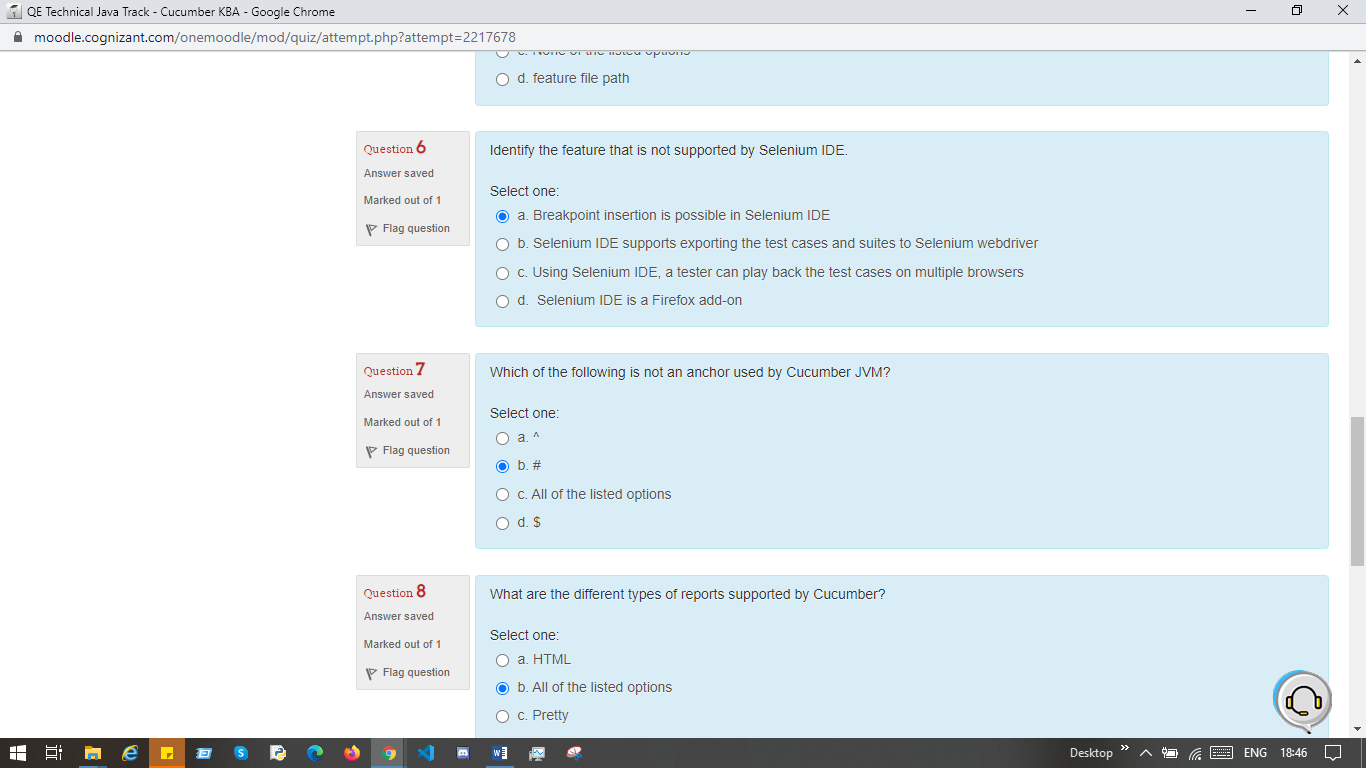 QE Technical Java Track - Cucumber KBA - Google Chrome
moodle.cognizant.com/onemoodle/mod/quiz/attempt.php?attempt=2217678
c. None of the listed options
d. feature file path
Question 6
Answer saved
Marked out of 1
Flag question
Identify the feature that is not supported by Selenium IDE.
Select one:
a. Breakpoint insertion is possible in Selenium IDE
b. Selenium IDE supports exporting the test cases and suites to Selenium webdriver
c. Using Selenium IDE, a tester can play back the test cases on multiple browsers
d. Selenium IDE is a Firefox add-on
Question 7
Answer saved
Marked out of 1
Flag question
Which of the following is not an anchor used by Cucumber JVM?
Select one:
a. ^
b. #
c. All of the listed options
d. $
Question 8
Answer saved
Marked out of 1
Flag question
What are the different types of reports supported by Cucumber?
Select one:
a. HTML
b. All of the listed options
c. Pretty
Desktop
ENG
18:46